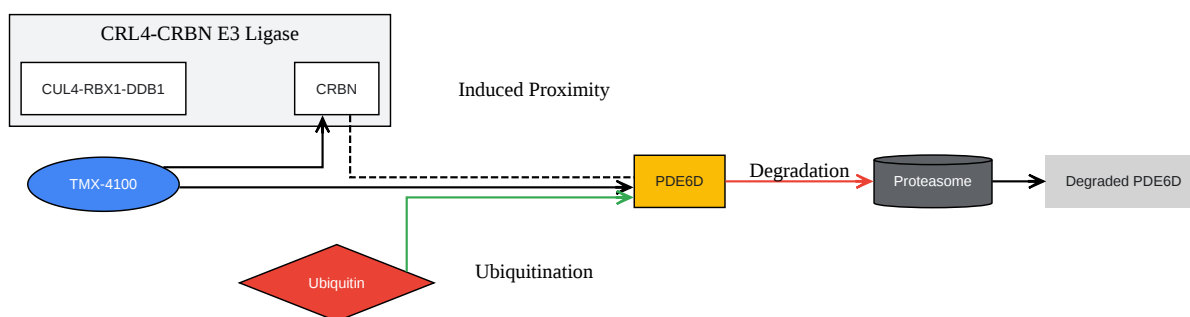 CRL4-CRBN E3 Ligase
CUL4-RBX1-DDB1
CRBN
Induced Proximity
TMX-4100
PDE6D
Degradation
Proteasome
Degraded PDE6D
Ubiquitin
Ubiquitination